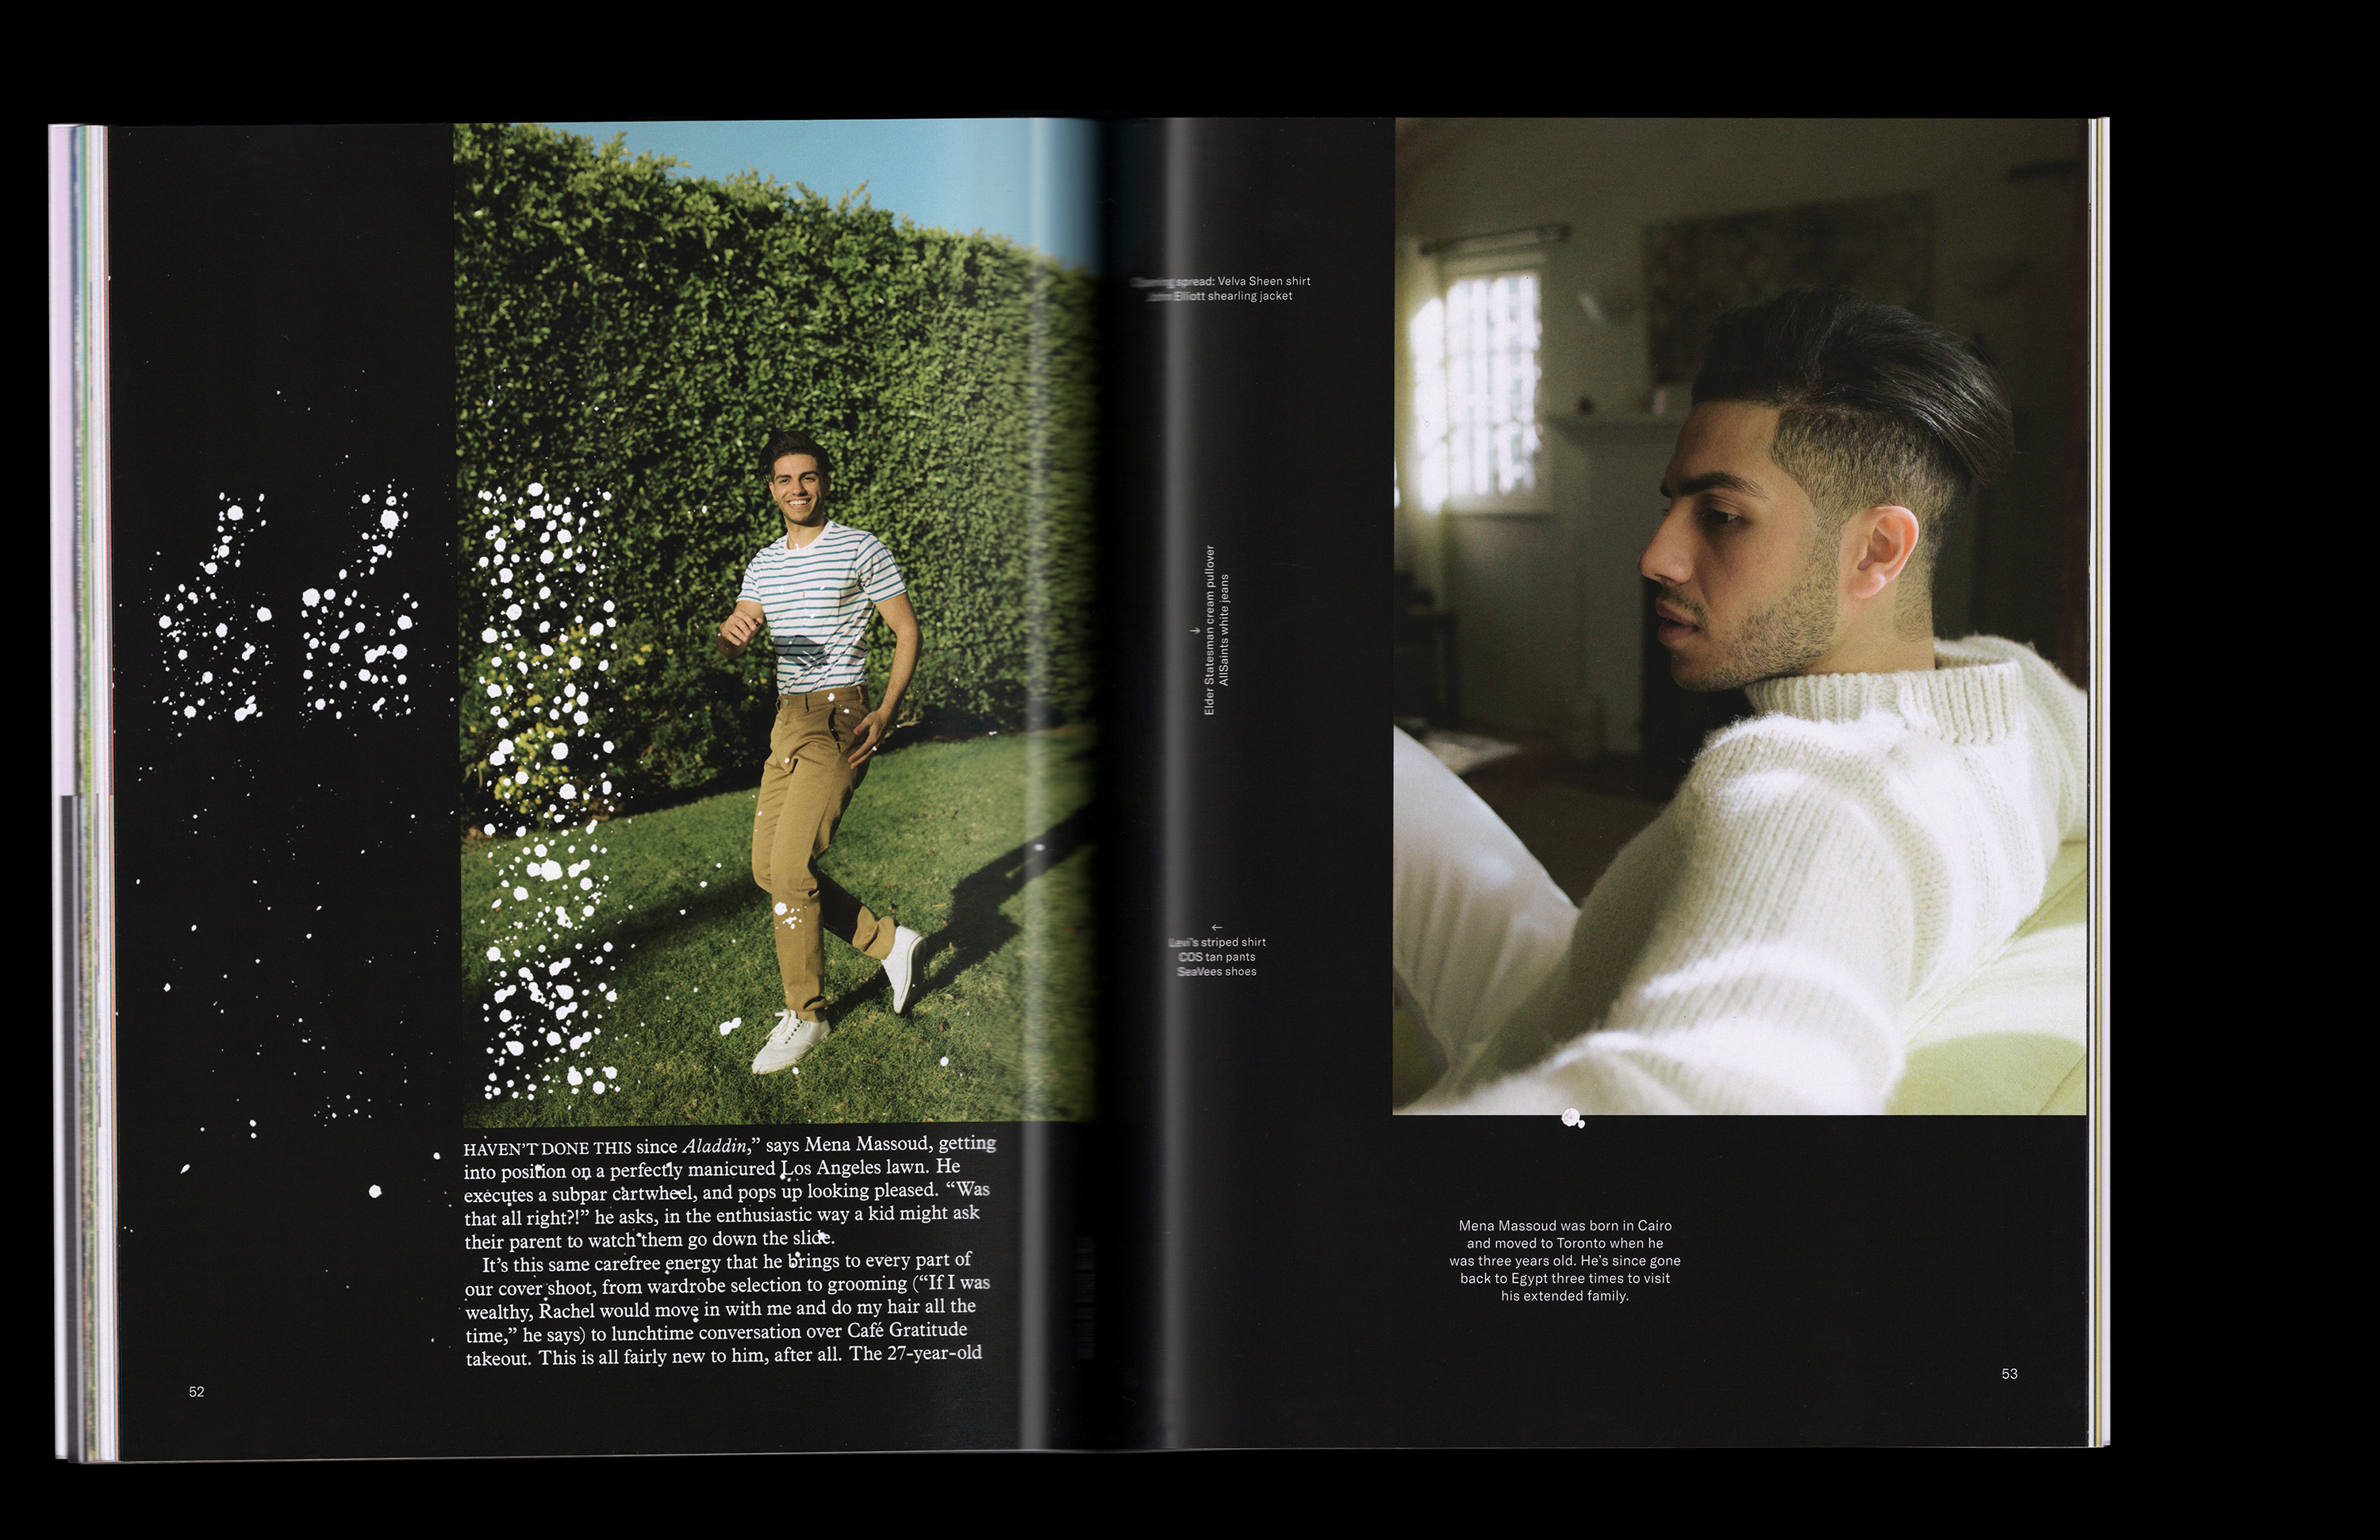 “I
HAVEN’T DONE THIS since Aladdin,” says Mena Massoud, getting
into position on a perfectly manicured Los Angeles lawn. He
executes a subpar cartwheel, and pops up looking pleased. “Was
that all right?!” he asks, in the enthusiastic way a kid might ask
their parent to watch them go down the slide.
It’s this same carefree energy that he brings to every part of
our cover shoot, from wardrobe selection to grooming (“If I was
wealthy, Rachel would move in with me and do my hair all the
time,” he says) to lunchtime conversation over Café Gratitude
takeout. This is all fairly new to him, after all. The 27-year-old
52
Opening spread: Velva Sheen shirt
John Elliott shearling jacket
↓
Elder Statesman cream pullover
AllSaints white jeans
←
Levi’s striped shirt
COS tan pants
SeaVees shoes
Mena Massoud was born in Cairo
and moved to Toronto when he
was three years old. He’s since gone
back to Egypt three times to visit
his extended family.
53